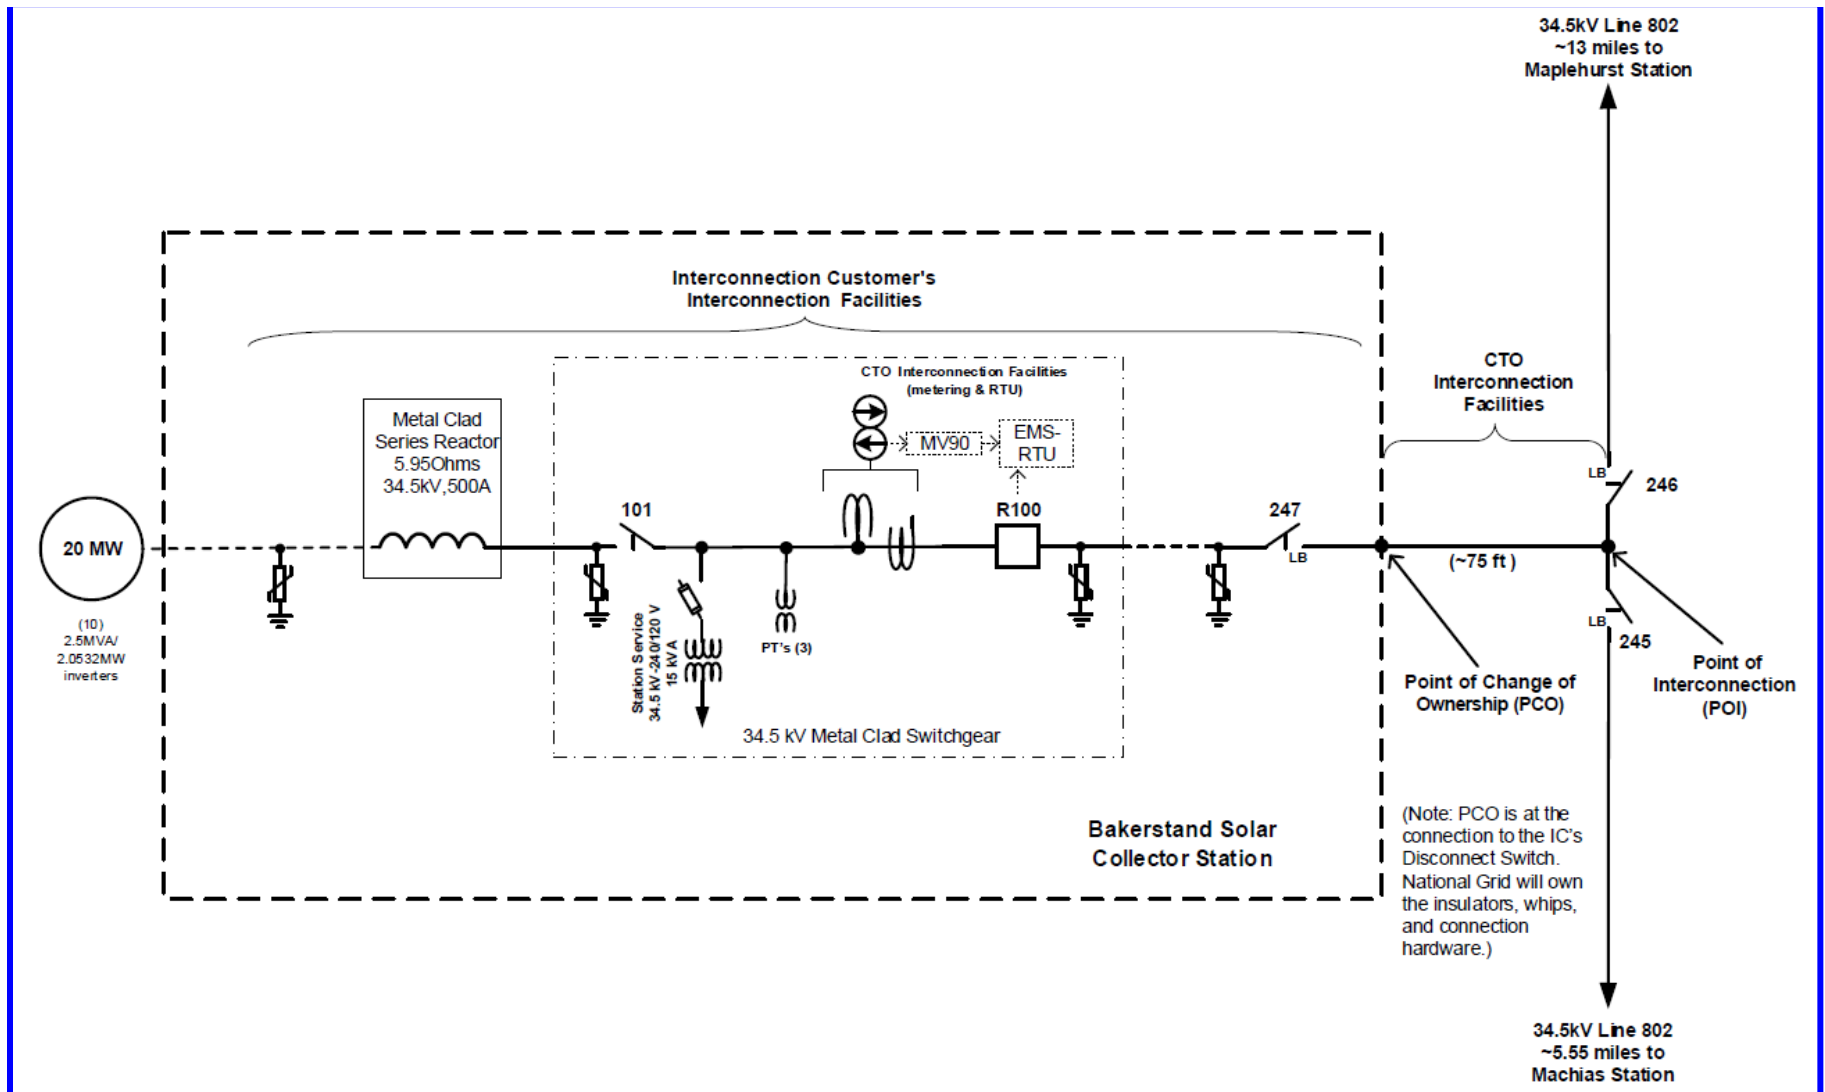 34.5kV Line 802
~13 miles to
Maplehurst Station
Interconnection Customer's
Interconnection Facilities
CTO Interconnection Facilities
(metering & RTU)
CTO
Interconnection
Facilities
Metal Clad
Series Reactor
5.95Ohms
34.5kV,500A
MV90
EMS-
RTU
LB
246
101
R100
247
20 MW
LB
(~75 ft )
(10)
2.5MVA/
2.0532MW
inverters
Station Service
34.5 kV-240/120 V
15 kVA
PT's (3)
LB
245
Point of Change of
Ownership (PCO)
Point of
Interconnection
(POI)
34.5 kV Metal Clad Switchgear
Bakerstand Solar
Collector Station
(Note: PCO is at the
connection to the IC's
Disconnect Switch.
National Grid will own
the insulators, whips,
and connection
hardware.)
34.5kV Line 802
~5.55 miles to
Machias Station